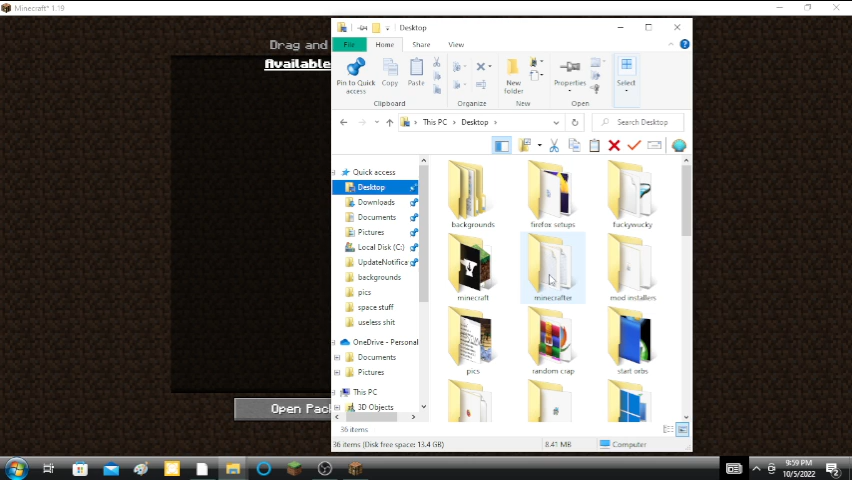 Minecraft* 1.19
Desktop
Drag and
Available
File
Home
Share
View
Pin to Quick
access
Copy
Paste
New
folder
Properties
Select
Clipboard
Organize
New
Open
This PC
Desktop
Search Desktop
Quick access
Desktop
Downloads
Documents
Pictures
Local Disk (C:)
UpdateNotifica
backgrounds
pics
space stuff
useless shit
OneDrive - Personal
Documents
Pictures
This PC
3D Objects
backgrounds
firefox setups
fuckywucky
minecraft
minecrafter
mod installers
pics
random crap
start orbs
Open Pac
36 items
36 items (Disk free space: 13.4 GB)
8.41 MB
Computer
9:59 PM
10/5/2022
2